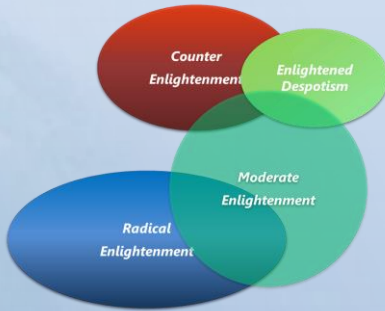 Counter
Enlightenment
Enlightened
Despotism
Moderate
Enlightenment
Radical
Enlightenment